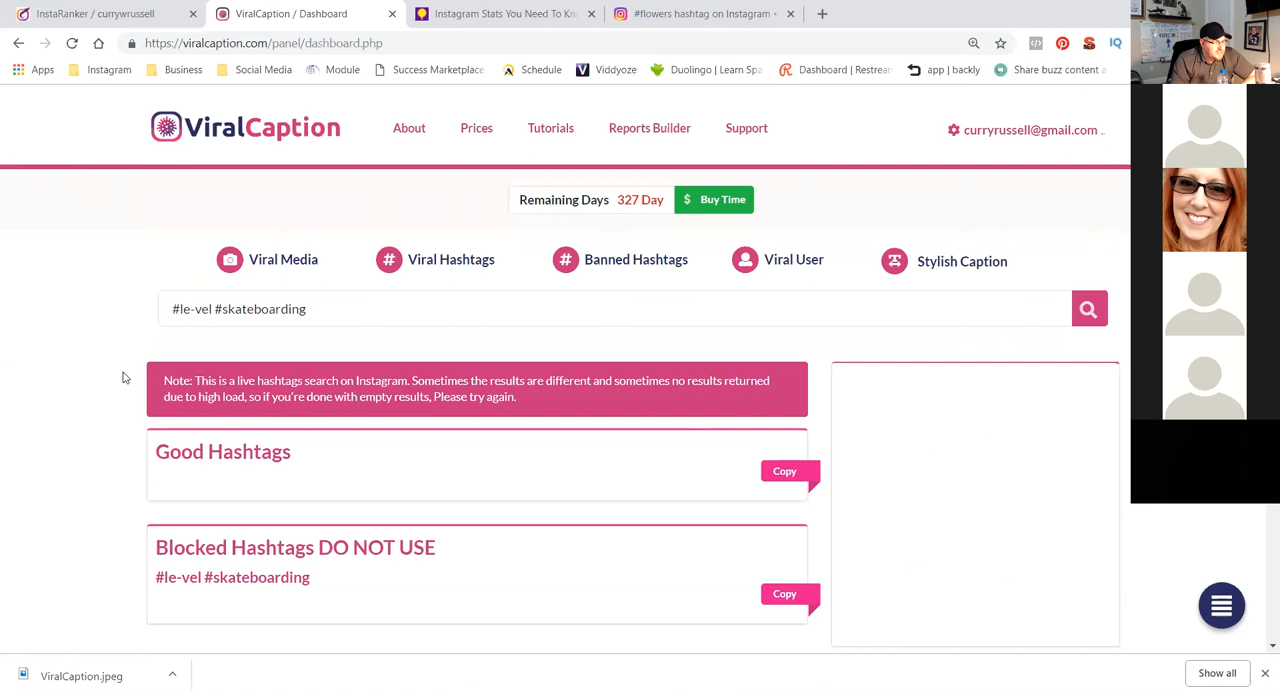 InstaRanker / currywrussell
ViralCaption / Dashboard
Instagram Stats You Need To Kn
#flowers hashtag on Instagram •
https://viralcaption.com/panel/dashboard.php
IQ
Apps Instagram Business Social Media Module Success Marketplace Schedule Viddyoze Duolingo | Learn Spa Dashboard | Restrea app | backly Share buzz content a
ViralCaption
About Prices Tutorials Reports Builder Support
curryrussell@gmail.com ..
Remaining Days 327 Day $ Buy Time
# Viral Media Viral Hashtags # Banned Hashtags Viral User Stylish Caption
#le-vel #skateboarding
Note: This is a live hashtags search on Instagram. Sometimes the results are different and sometimes no results returned
due to high load, so if you're done with empty results, Please try again.
Good Hashtags
Copy
Blocked Hashtags DO NOT USE
#le-vel #skateboarding
Copy
ViralCaption.jpeg
Show all